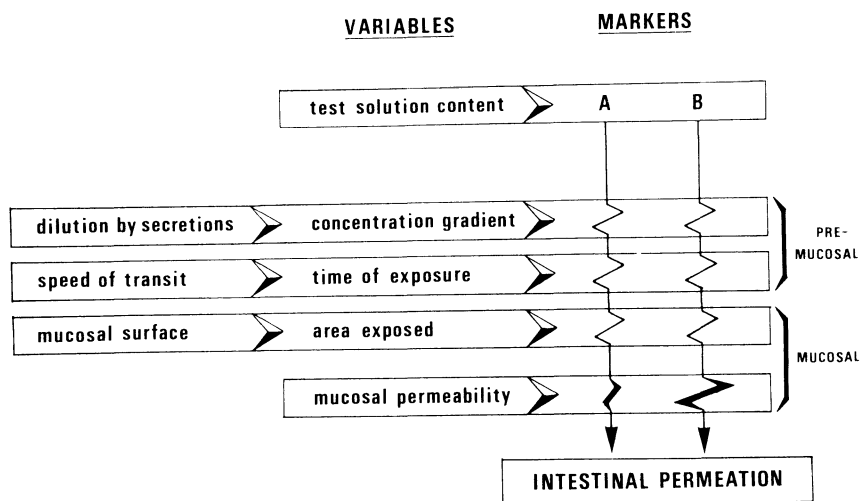 VARIABLES MARKERS
test solution content A B
dilution by secretions concentration gradient
PRE-
MUCOSAL
speed of transit time of exposure
mucosal surface area exposed
MUCOSAL
mucosal permeability
INTESTINAL PERMEATION